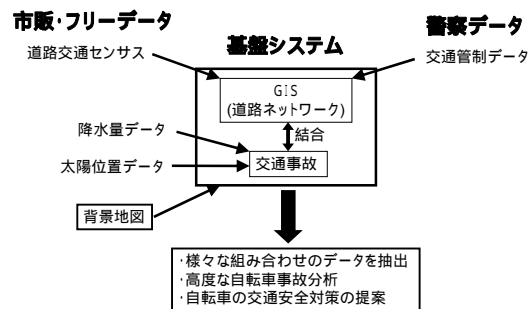 市販・フリーデータ
警察データ
基盤システム
道路交通センサス
交通管制データ
GIS
(道路ネットワーク)
結合
降水量データ
太陽位置データ
交通事故
背景地図
・様々な組み合わせのデータを抽出
・高度な自転車事故分析
・自転車の交通安全対策の提案